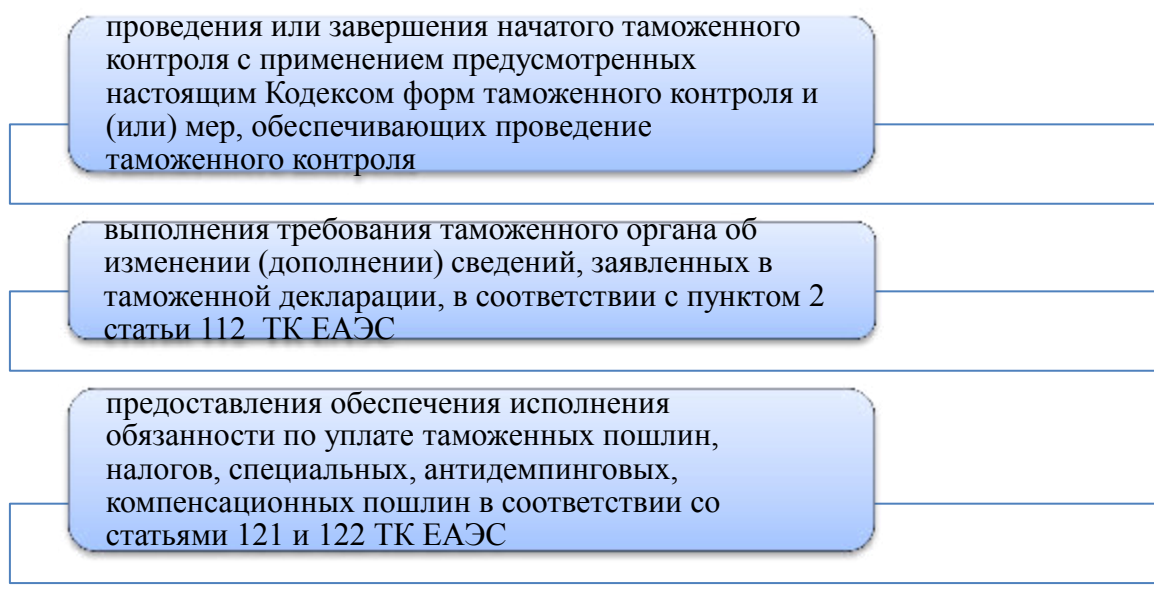 проведения или завершения начатого таможенного
контроля с применением предусмотренных
настоящим Кодексом форм таможенного контроля и
(или) мер, обеспечивающих проведение
таможенного контроля
выполнения требования таможенного органа об
изменении (дополнении) сведений, заявленных в
таможенной декларации, в соответствии с пунктом 2
статьи 112 ТК ЕАЭС
предоставления обеспечения исполнения
обязанности по уплате таможенных пошлин,
налогов, специальных, антидемпинговых,
компенсационных пошлин в соответствии со
статьями 121 и 122 ТК ЕАЭС